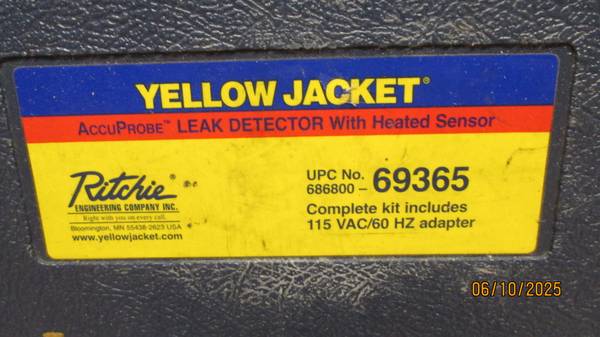 YELLOW JACKET®
ACCUPROBE™ LEAK DETECTOR With Heated Sensor
Ritchie®
ENGINEERING COMPANY INC.
Right with you on every call.
Bloomington, MN 55438-2623 USA
www.yellowjacket.com
UPC No.
686800 – 69365
Complete kit includes
115 VAC/60 HZ adapter
06/10/2025